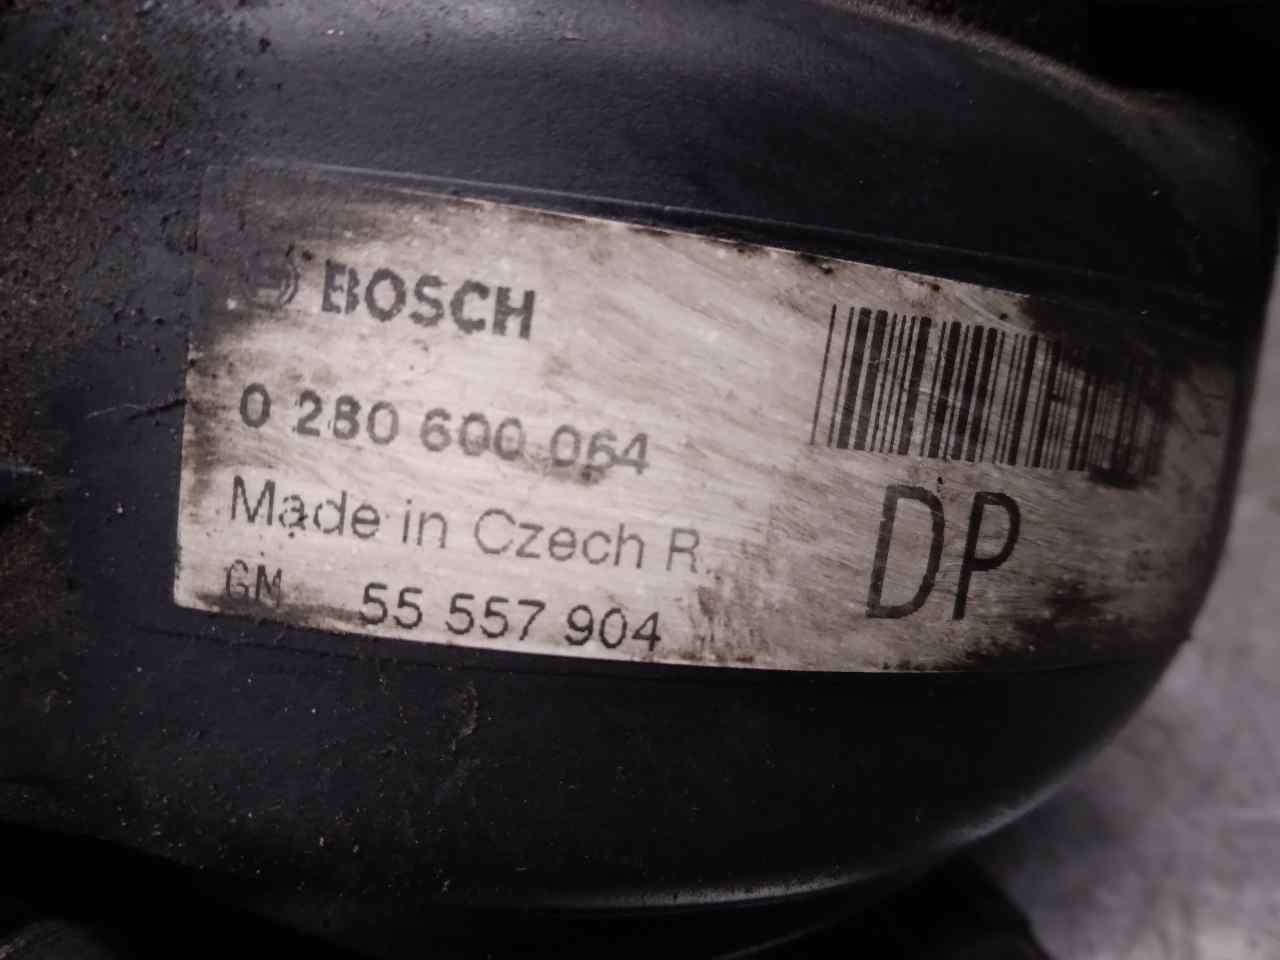 BOSCH
0 280 600 064
Made in Czech R.
GM 55 557 904
DP